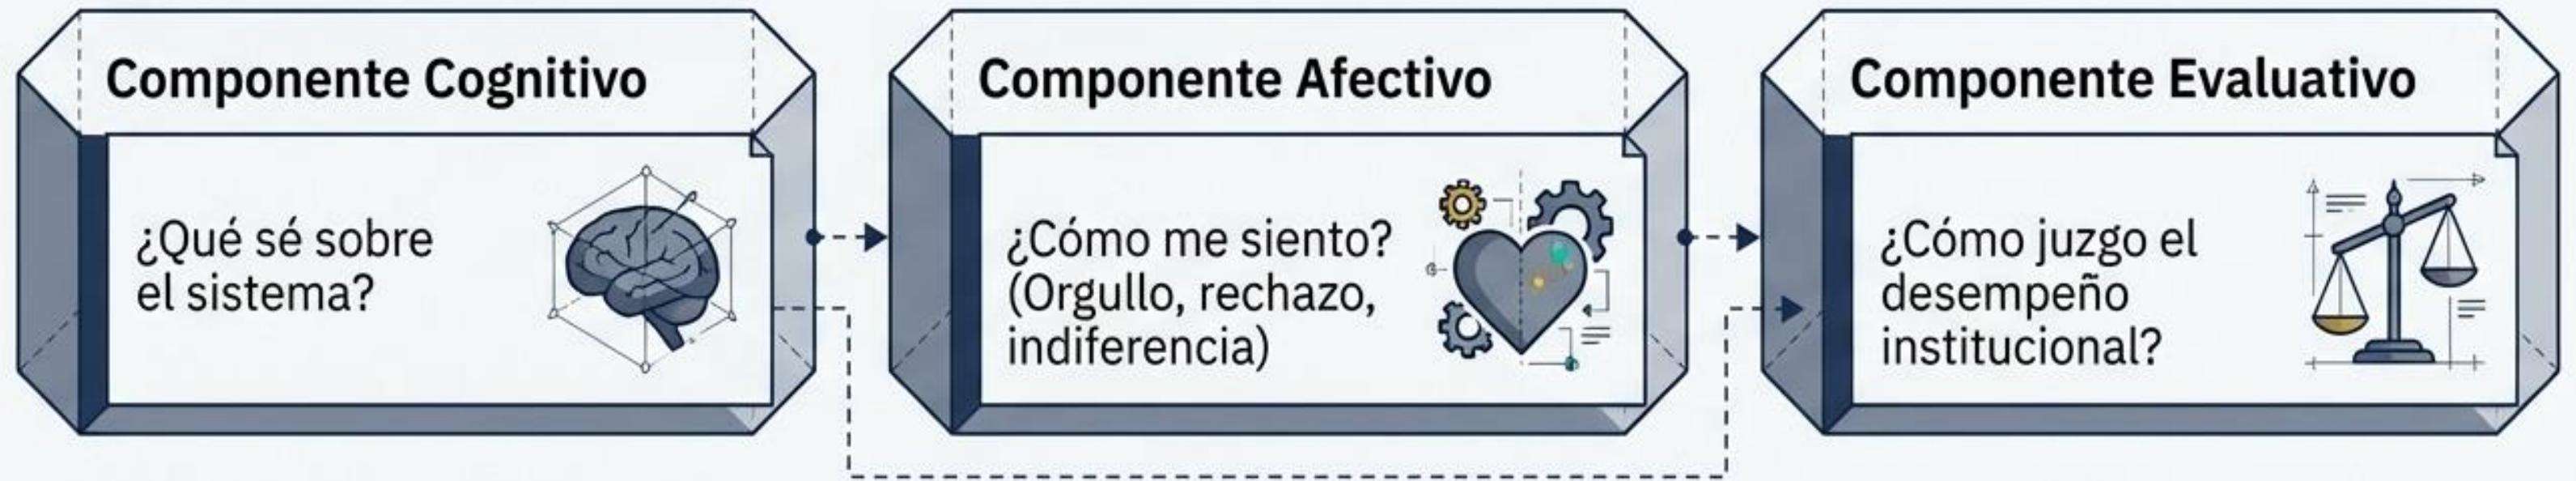 Componente Cognitivo
¿Qué sé sobre
el sistema?
Componente Afectivo
¿Cómo me siento?
(Orgullo, rechazo,
indiferencia)
Componente Evaluativo
¿Cómo juzgo el
desempeño
institucional?